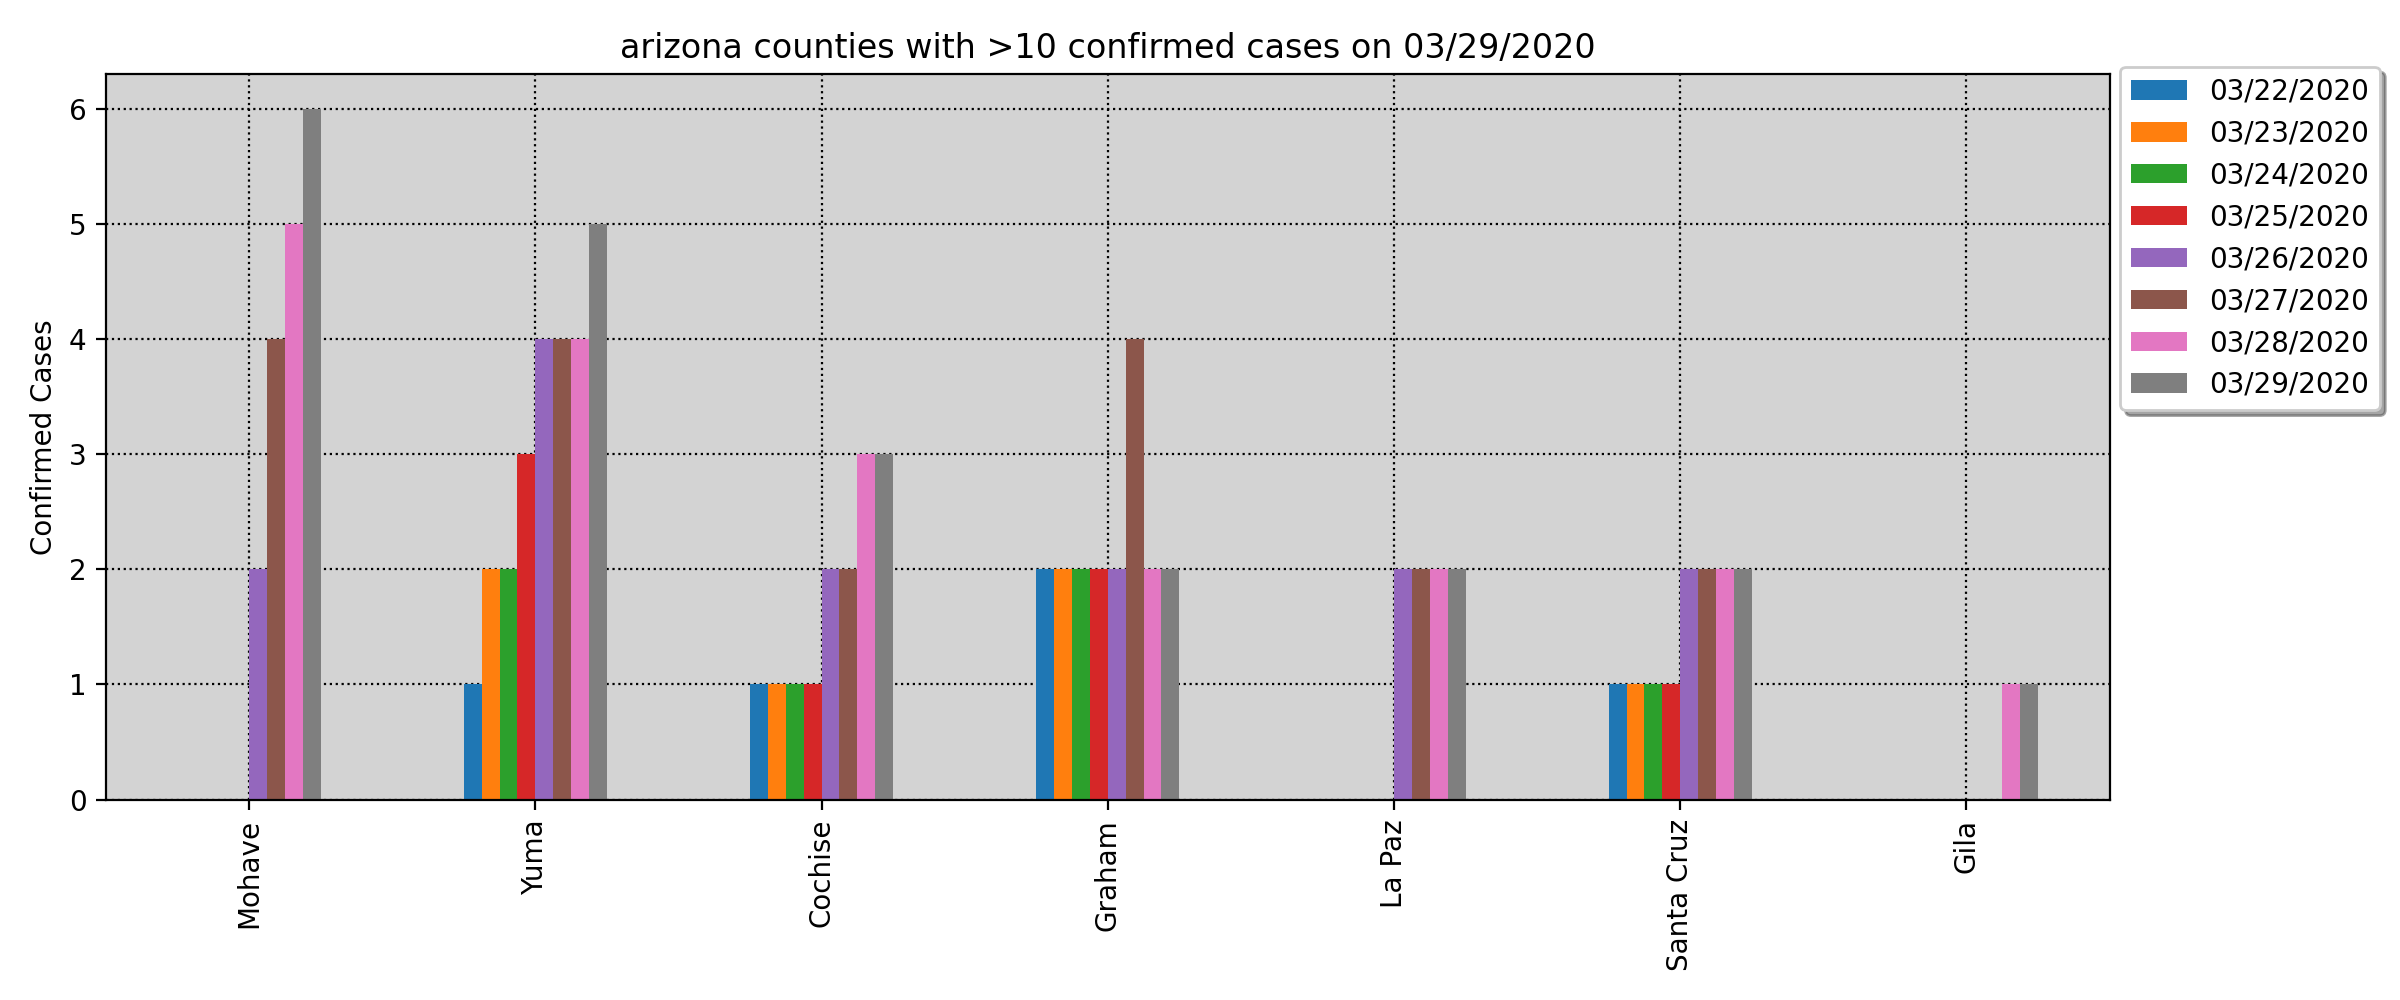 arizona counties with >10 confirmed cases on 03/29/2020
03/22/2020
03/23/2020
03/24/2020
03/25/2020
03/26/2020
03/27/2020
03/28/2020
03/29/2020
Confirmed Cases
6
5
4
3
2
1
0
Mohave
Yuma
Cochise
Graham
La Paz
Santa Cruz
Gila